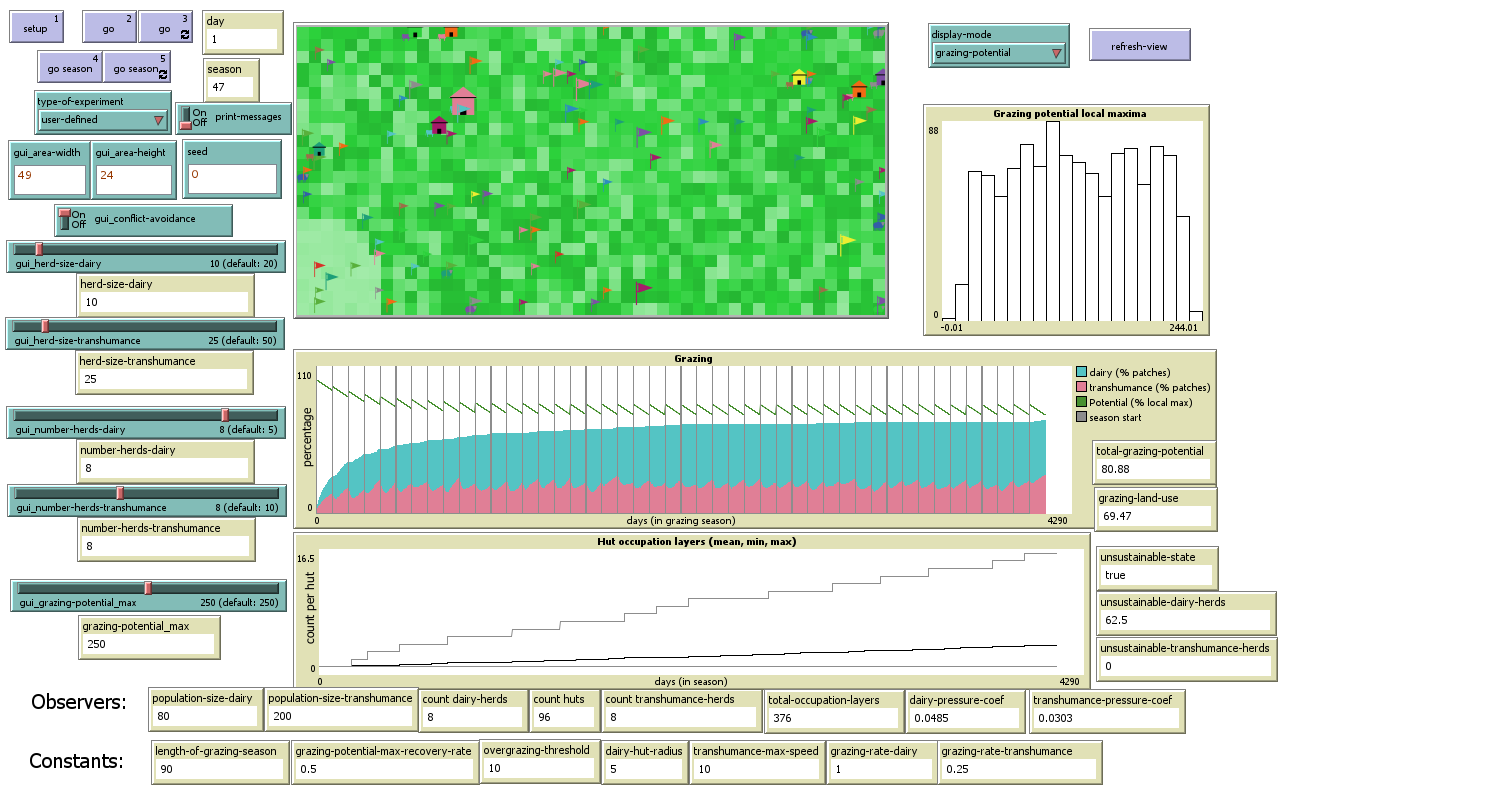 setup 1
go 2
go 3
day
1
go season 4
go season 5
season
47
type-of-experiment
user-defined
On
Off
print-messages
gui_area-width
49
gui_area-height
24
seed
0
On
Off
gui_conflict-avoidance
gui_herd-size-dairy 10 (default: 20)
herd-size-dairy
10
gui_herd-size-transhumance 25 (default: 50)
herd-size-transhumance
25
gui_number-herds-dairy 8 (default: 5)
number-herds-dairy
8
gui_number-herds-transhumance 8 (default: 10)
number-herds-transhumance
8
gui_grazing-potential_max 250 (default: 250)
grazing-potential_max
250
display-mode
grazing-potential
refresh-view
Grazing potential local maxima
88
0
-0.01 244.01
Grazing
110
percentage
0
0 days (in grazing season) 4290
dairy (% patches)
transhumance (% patches)
Potential (% local max)
season start
total-grazing-potential
80.88
grazing-land-use
69.47
Hut occupation layers (mean, min, max)
16.5
count per hut
0
0 days (in season) 4290
unsustainable-state
true
unsustainable-dairy-herds
62.5
unsustainable-transhumance-herds
0
Observers:
population-size-dairy
80
population-size-transhumance
200
count dairy-herds
8
count huts
96
count transhumance-herds
8
total-occupation-layers
376
dairy-pressure-coef
0.0485
transhumance-pressure-coef
0.0303
Constants:
length-of-grazing-season
90
grazing-potential-max-recovery-rate
0.5
overgrazing-threshold
10
dairy-hut-radius
5
transhumance-max-speed
10
grazing-rate-dairy
1
grazing-rate-transhumance
0.25